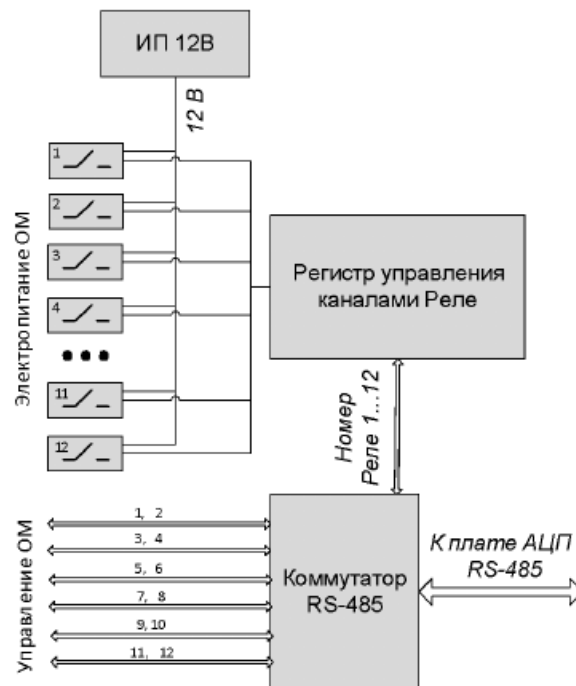 ИП 12В
12 В
1
2
3
4
11
12
Электропитание ОМ
Регистр управления
каналами Реле
Номер
Реле 1...12
1, 2
3, 4
5, 6
7, 8
9,10
11, 12
Управление ОМ
Коммутатор
RS-485
К плате АЦП
RS-485